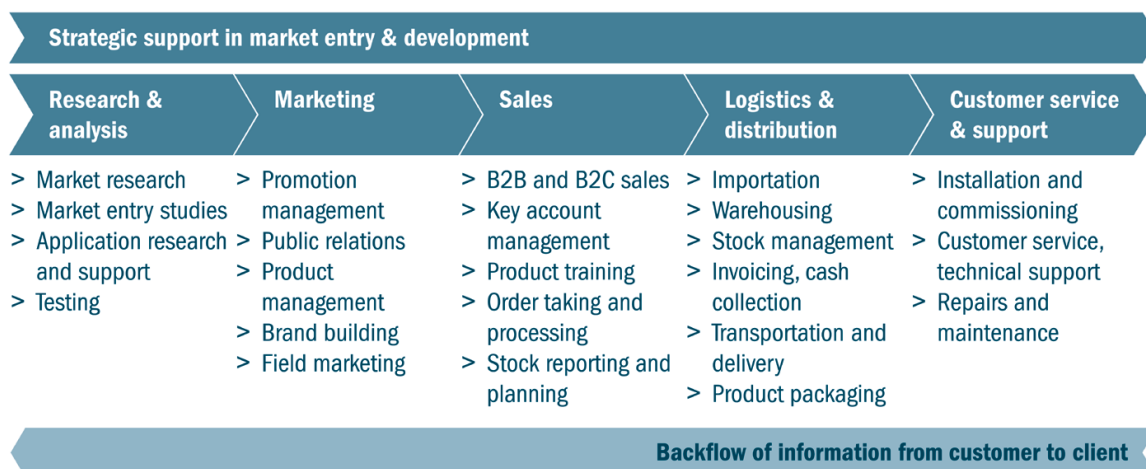 Strategic support in market entry & development
Research &
analysis
> Market research
> Market entry studies
> Application research
and support
> Testing
Marketing
> Promotion
management
> Public relations
> Product
management
> Brand building
> Field marketing
Sales
> B2B and B2C sales
> Key account
management
> Product training
> Order taking and
processing
> Stock reporting and
planning
Logistics &
distribution
> Importation
> Warehousing
> Stock management
> Invoicing, cash
collection
> Transportation and
delivery
> Product packaging
Customer service
& support
> Installation and
commissioning
> Customer service,
technical support
> Repairs and
maintenance
Backflow of information from customer to client